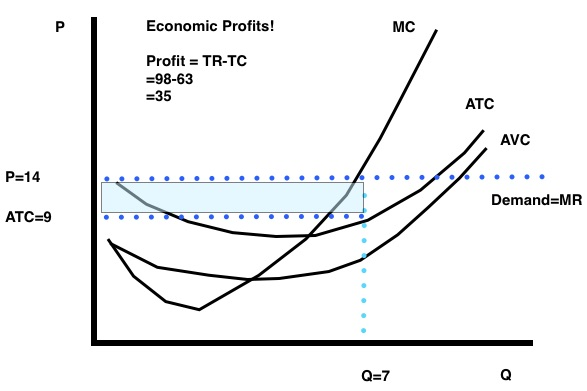 P
Economic Profits!
MC
Profit = TR-TC
=98-63
=35
ATC
AVC
P=14
Demand=MR
ATC=9
Q=7
Q